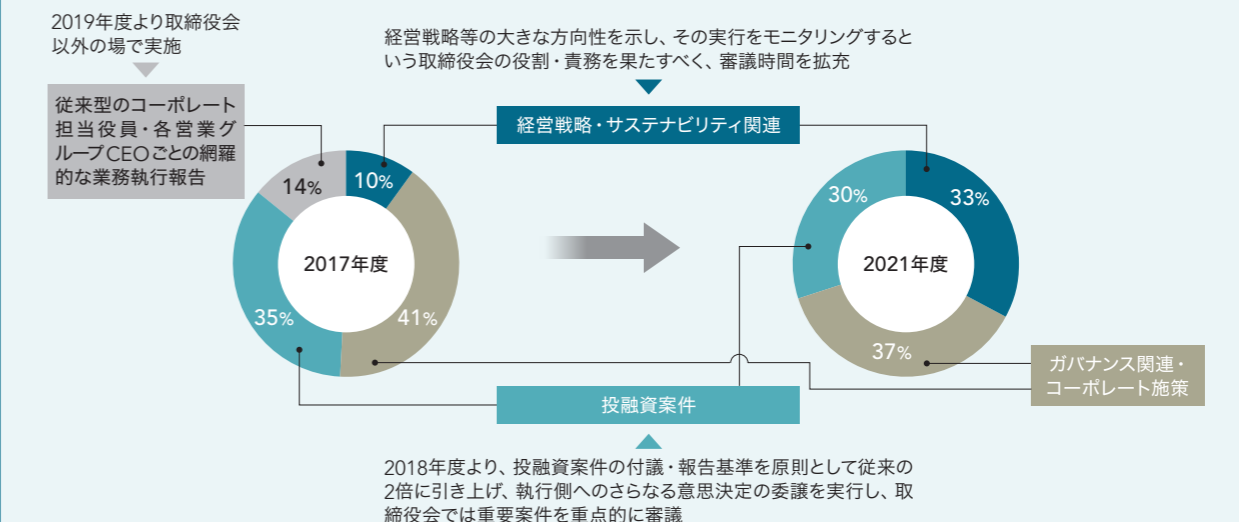 2019年度より取締役会
以外の場で実施
従来型のコーポレート
担当役員・各営業グ
ループCEOごとの網羅
的な業務執行報告
経営戦略等の大きな方向性を示し、その実行をモニタリングすると
いう取締役会の役割・責務を果たすべく、審議時間を拡充
経営戦略・サステナビリティ関連
14%
10%
35%
41%
2017年度
30%
33%
37%
2021年度
ガバナンス関連・
コーポレート施策
投融資案件
2018年度より、投融資案件の付議・報告基準を原則として従来の
2倍に引き上げ、執行側へのさらなる意思決定の委譲を実行し、取
締役会では重要案件を重点的に審議